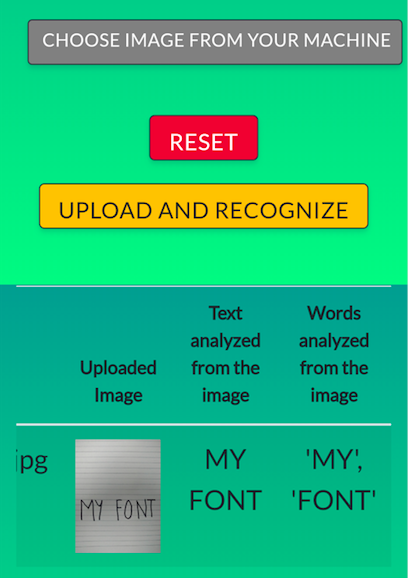 CHOOSE IMAGE FROM YOUR MACHINE
RESET
UPLOAD AND RECOGNIZE
Uploaded
Image
Text
analyzed
from the
image
Words
analyzed
from the
image
jpg
MY FONT
MY
FONT
'MY',
'FONT'